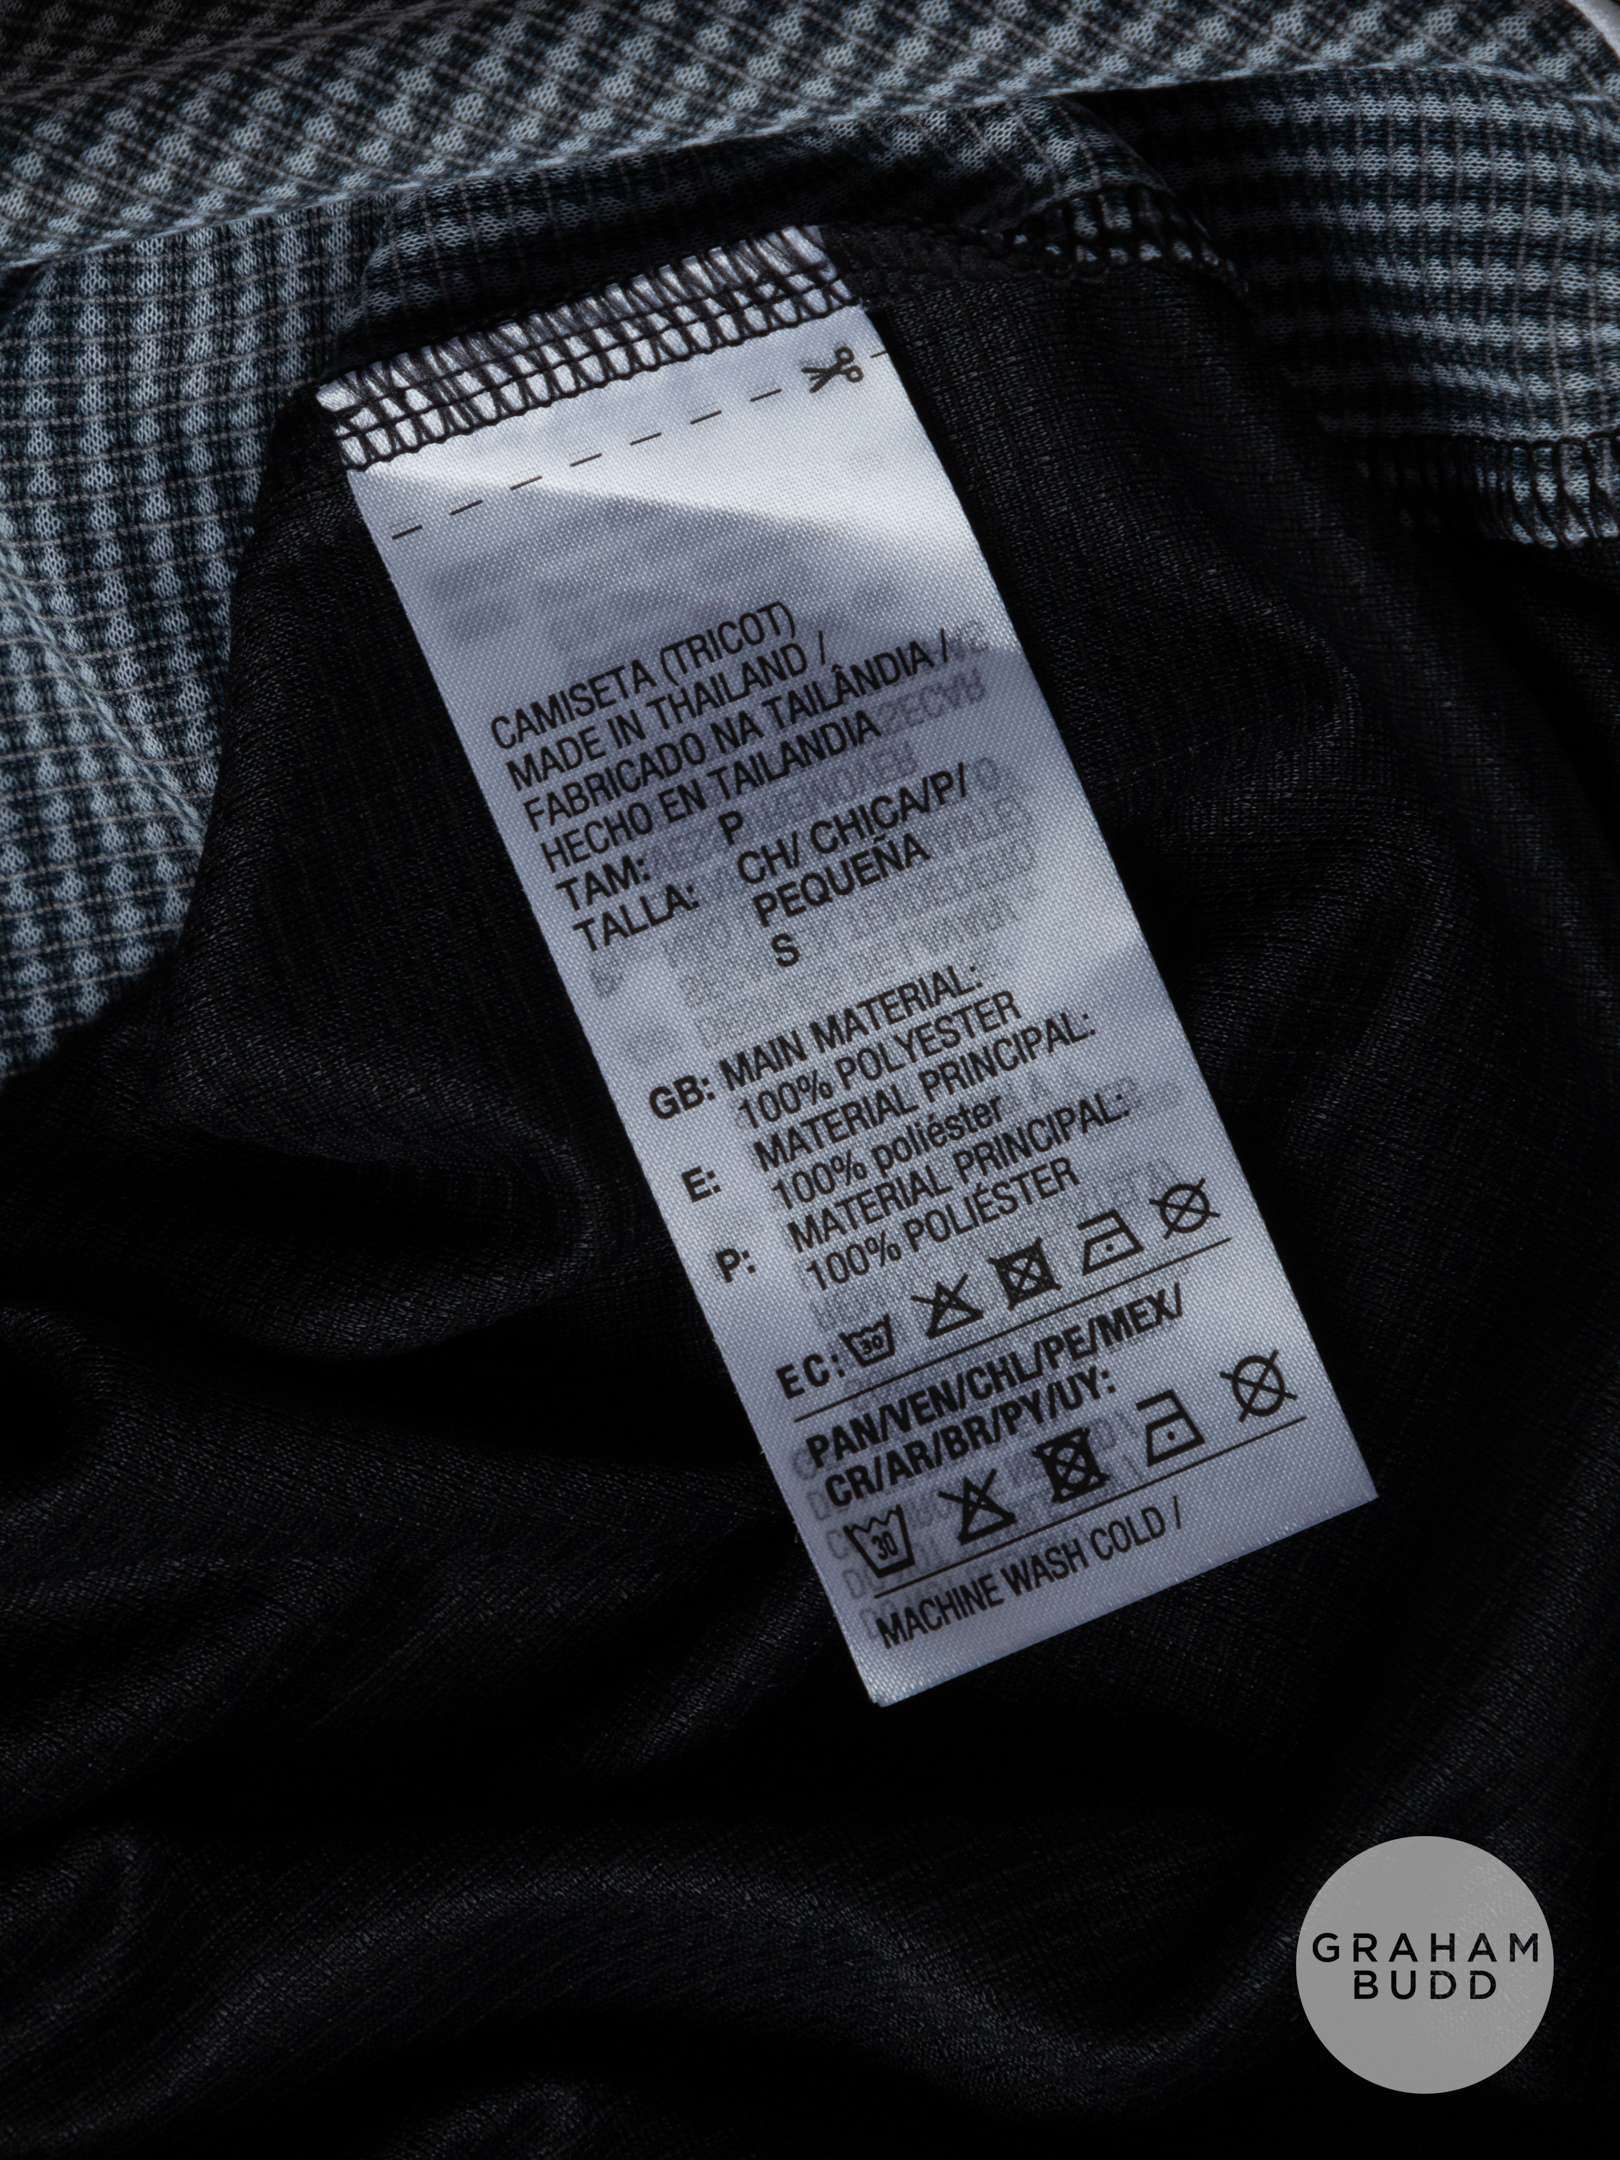 CAMISETA (TRICOT)
MADE IN THAILAND /
FABRICADO NA TAILÂNDIA /
HECHO EN TAILANDIA
TAM: P
TALLA: CH/ CHICA/P/
PEQUEÑA
S
GB: MAIN MATERIAL:
100% POLYESTER
E: MATERIAL PRINCIPAL:
100% poliéster
P: MATERIAL PRINCIPAL:
100% POLIÉSTER
EC: 30
PAN/VEN/CHL/PE/MEX/
CR/AR/BR/PY/UY:
30
MACHINE WASH COLD /
GRAHAM
BUDD